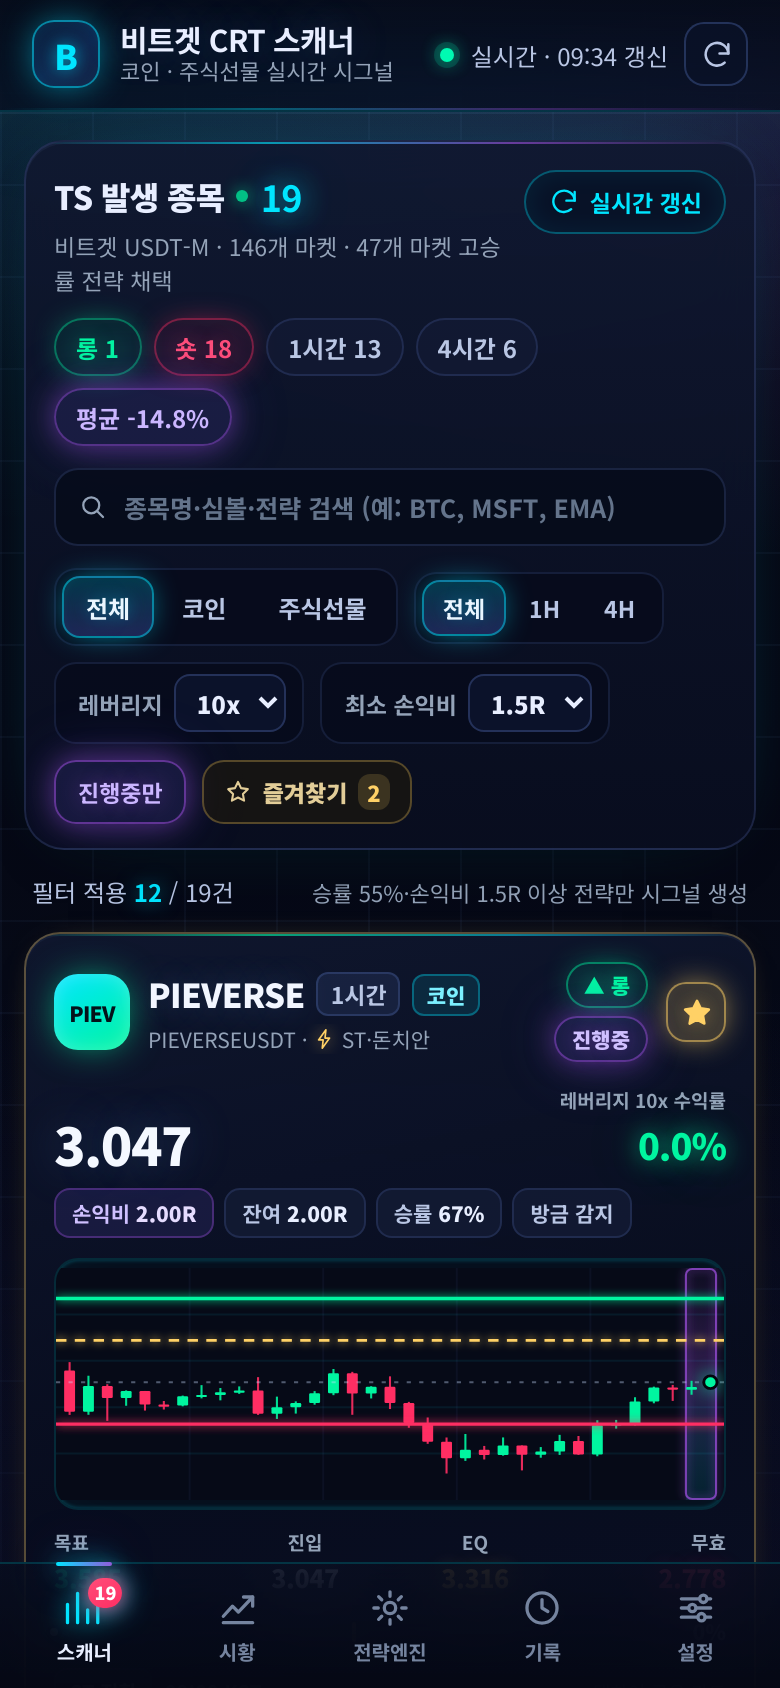 B
비트겟 CRT 스캐너
코인 · 주식선물 실시간 시그널
실시간 · 09:34 갱신
TS 발생 종목 • 19
실시간 갱신
비트겟 USDT-M · 146개 마켓 · 47개 마켓 고승
률 전략 채택
롱 1
숏 18
1시간 13
4시간 6
평균 -14.8%
종목명·심볼·전략 검색 (예: BTC, MSFT, EMA)
전체 코인 주식선물
전체 1H 4H
레버리지 10x
최소 손익비 1.5R
진행중만
즐겨찾기 2
필터 적용 12 / 19건
승률 55%·손익비 1.5R 이상 전략만 시그널 생성
PIEV
PIEVERSE 1시간 코인
▲ 롱
PIEVERSEUSDT · ST·돈치안
진행중
레버리지 10x 수익률
3.047
0.0%
손익비 2.00R
잔여 2.00R
승률 67%
방금 감지
목표 진입 EQ 무효
3.047 3.316 2.778
19
스캐너 시황 전략엔진 기록 설정